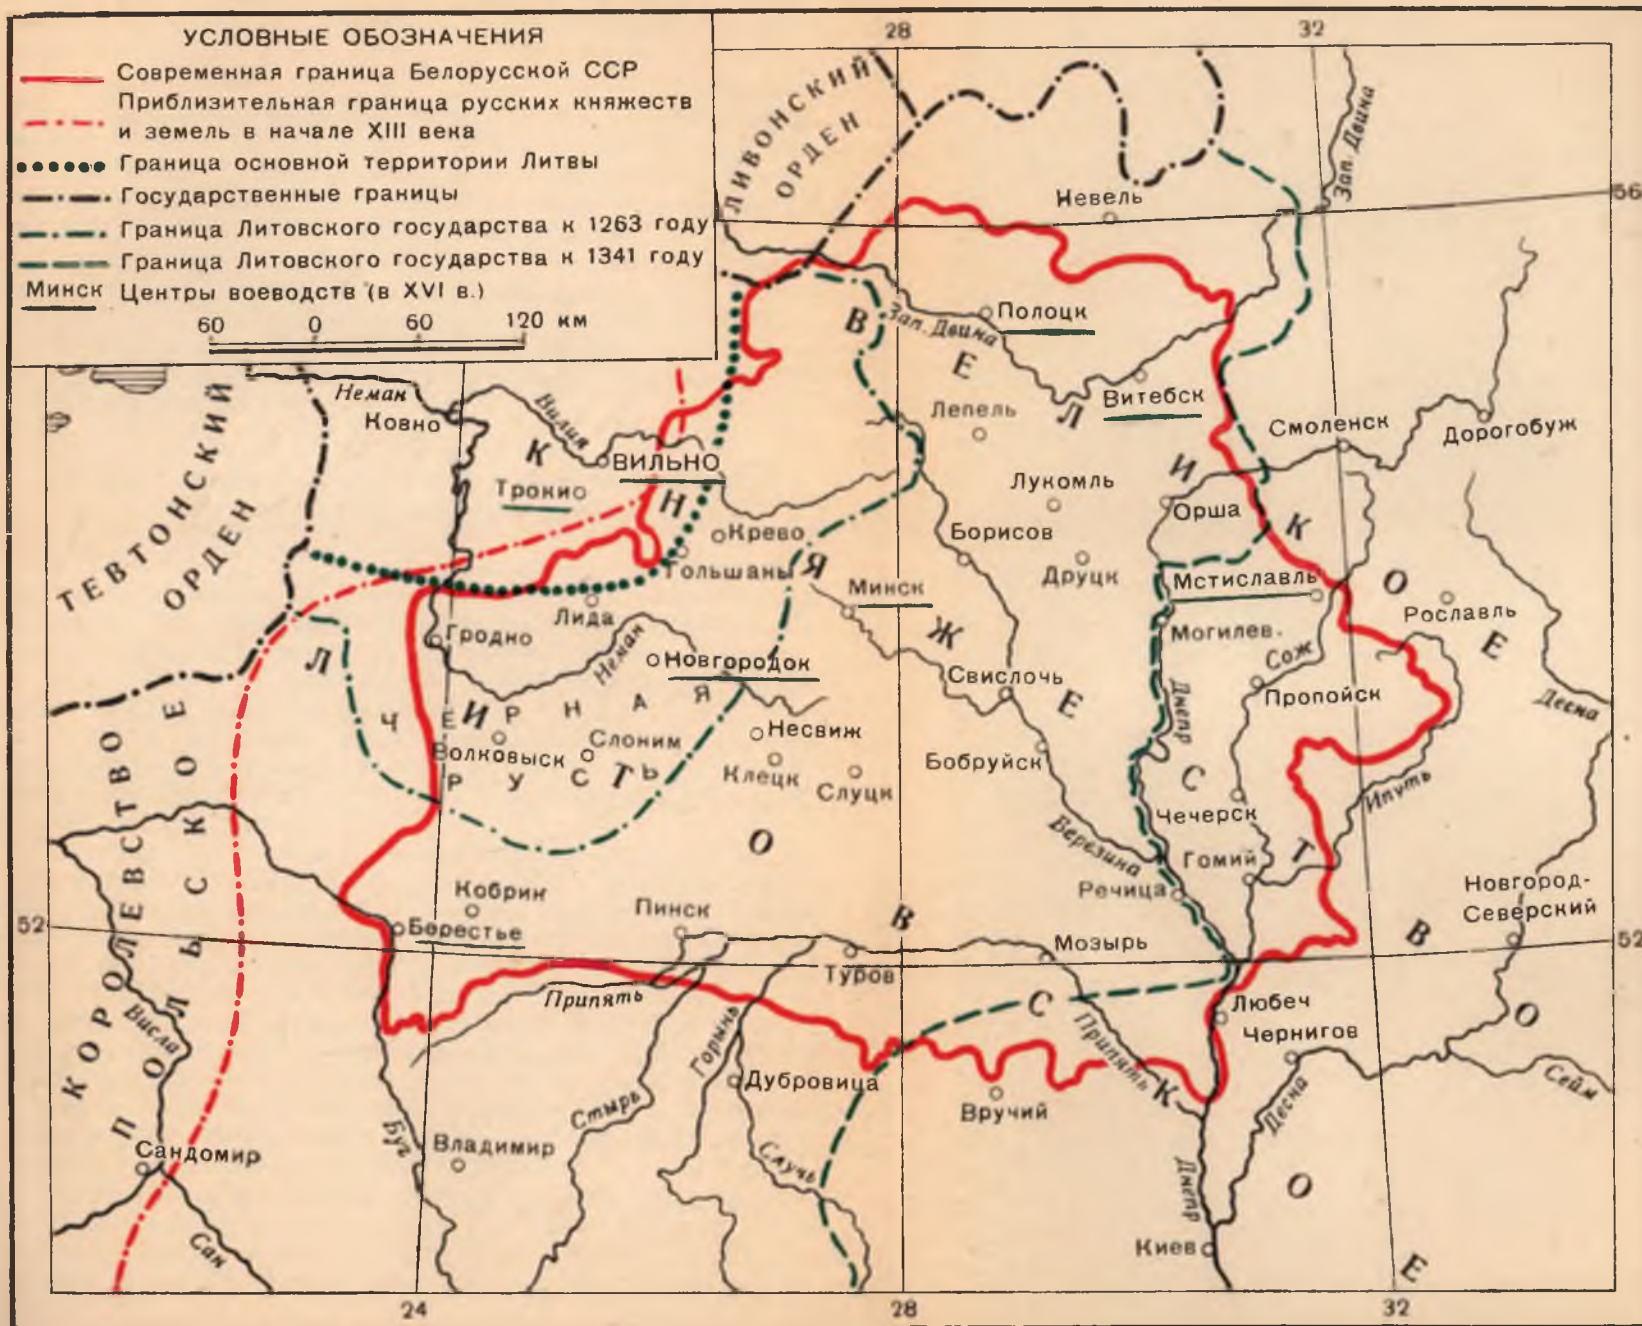 УСЛОВНЫЕ ОБОЗНАЧЕНИЯ
Современная граница Белорусской ССР
Приблизительная граница русских княжеств
и земель в начале XIII века
Граница основной территории Литвы
Государственные границы
Граница Литовского государства к 1263 году
Граница Литовского государства к 1341 году
Минск Центры воеводств (в XVI в.)
60 0 60 120 км
28
32
56
52
52
24
28
32
ЛИВОНСКИЙ
ОРДЕН
ТЕВТОНСКИЙ
ОРДЕН
КОРОЛЕВСТВО
ПОЛЬСКОЕ
ВЕЛИКОЕ
КНЯЖЕСТВО
ЛИТОВСКОЕ
ЧЕРНАЯ
РУСЬ
Зап. Двина
Невель
Полоцк
Зап. Двина
Витебск
Лепель
Смоленск
Дорогобуж
Неман
Ковно
Вилия
ВИЛЬНО
Троки
Лукомль
Орша
Крево
Борисов
Гольшаны
Друцк
Минск
Мстиславль
Рославль
Лида
Гродно
Могилев.
Неман
Новгородок
Сож
Свислочь
Пропойск
Десна
Днепр
Несвиж
Волковыск
Слоним
Клецк
Слуцк
Бобруйск
Ипуть
Чечерск
Березина
Гомий
Речица
Новгород-
Северский
Кобрин
Пинск
Берестье
Мозырь
Туров
Припять
Любеч
Чернигов
Висла
Горынь
Припять
Дубровица
Вручий
Десна
Сейм
Стырь
Сандомир
Буг
Владимир
Случь
Днепр
Сан
Киев